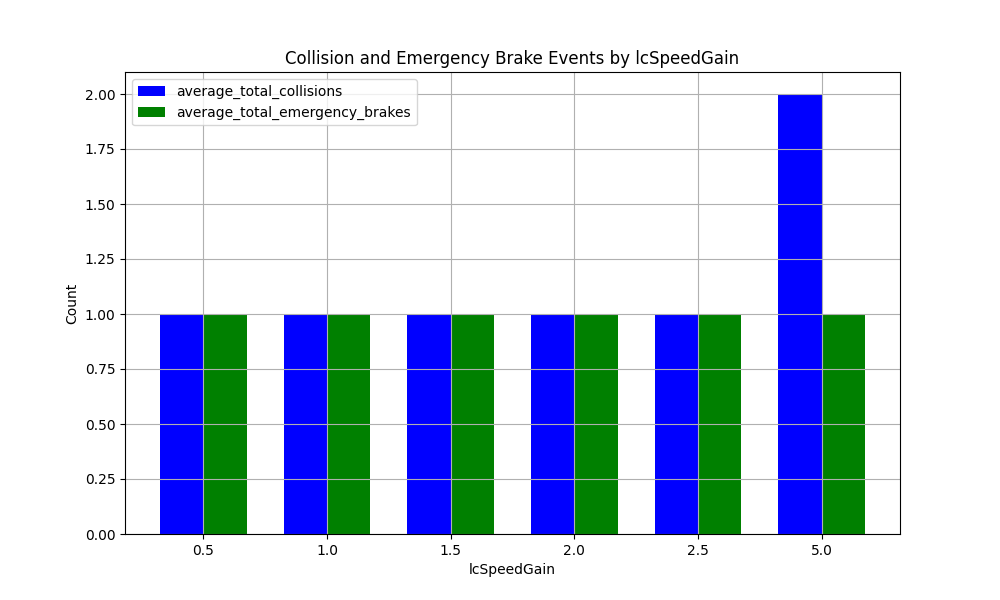 Collision and Emergency Brake Events by lcSpeedGain
average_total_collisions
average_total_emergency_brakes
2.00
1.75
1.50
1.25
1.00
0.75
0.50
0.25
0.00
Count
0.5 1.0 1.5 2.0 2.5 5.0
lcSpeedGain